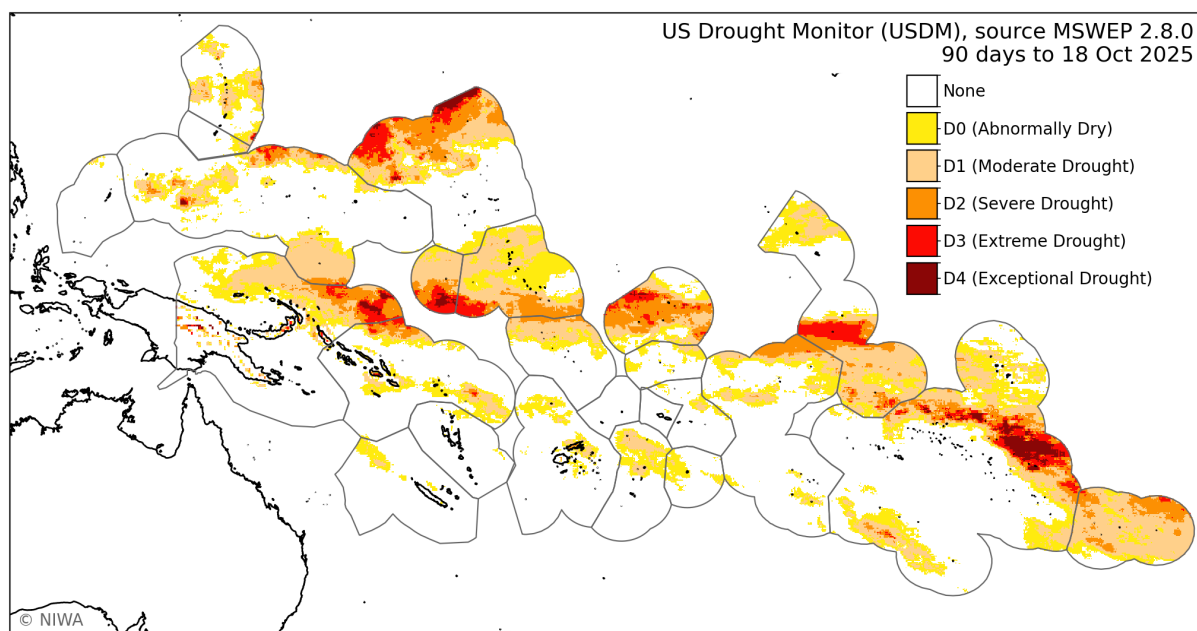 US Drought Monitor (USDM), source MSWEP 2.8.0
90 days to 18 Oct 2025
None
D0 (Abnormally Dry)
D1 (Moderate Drought)
D2 (Severe Drought)
D3 (Extreme Drought)
D4 (Exceptional Drought)
© NIWA